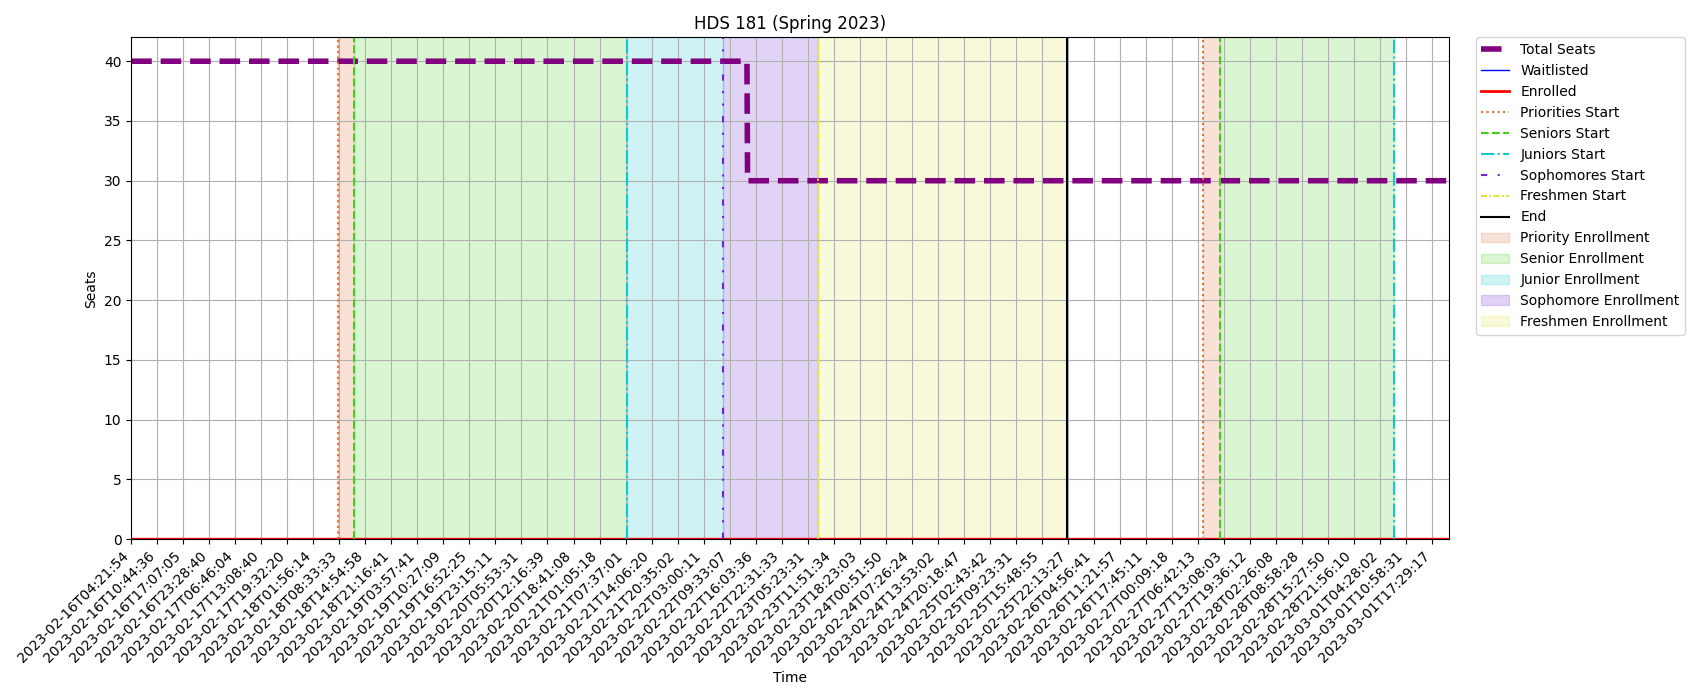 HDS 181 (Spring 2023)
Seats
40
35
30
25
20
15
10
5
0
2023-02-16T04:21:54
2023-02-16T10:44:36
2023-02-16T17:07:05
2023-02-16T23:28:40
2023-02-17T06:46:04
2023-02-17T13:08:40
2023-02-17T19:32:20
2023-02-18T01:56:14
2023-02-18T08:33:33
2023-02-18T14:54:58
2023-02-18T21:16:41
2023-02-19T03:57:41
2023-02-19T10:27:09
2023-02-19T16:52:25
2023-02-19T23:15:11
2023-02-20T05:53:31
2023-02-20T12:16:39
2023-02-20T18:41:08
2023-02-21T01:05:18
2023-02-21T07:37:01
2023-02-21T14:06:20
2023-02-21T20:35:02
2023-02-22T03:00:11
2023-02-22T09:33:07
2023-02-22T16:03:36
2023-02-22T22:31:33
2023-02-23T05:23:31
2023-02-23T11:51:34
2023-02-23T18:23:03
2023-02-24T00:51:50
2023-02-24T07:26:24
2023-02-24T13:53:02
2023-02-24T20:18:47
2023-02-25T02:43:42
2023-02-25T09:23:31
2023-02-25T15:48:55
2023-02-25T22:13:27
2023-02-26T04:56:41
2023-02-26T11:21:57
2023-02-26T17:45:11
2023-02-27T00:09:18
2023-02-27T06:42:13
2023-02-27T13:08:03
2023-02-27T19:36:12
2023-02-28T02:26:08
2023-02-28T08:58:28
2023-02-28T15:27:50
2023-02-28T21:56:10
2023-03-01T04:28:02
2023-03-01T10:58:31
2023-03-01T17:29:17
Time
Total Seats
Waitlisted
Enrolled
Priorities Start
Seniors Start
Juniors Start
Sophomores Start
Freshmen Start
End
Priority Enrollment
Senior Enrollment
Junior Enrollment
Sophomore Enrollment
Freshmen Enrollment